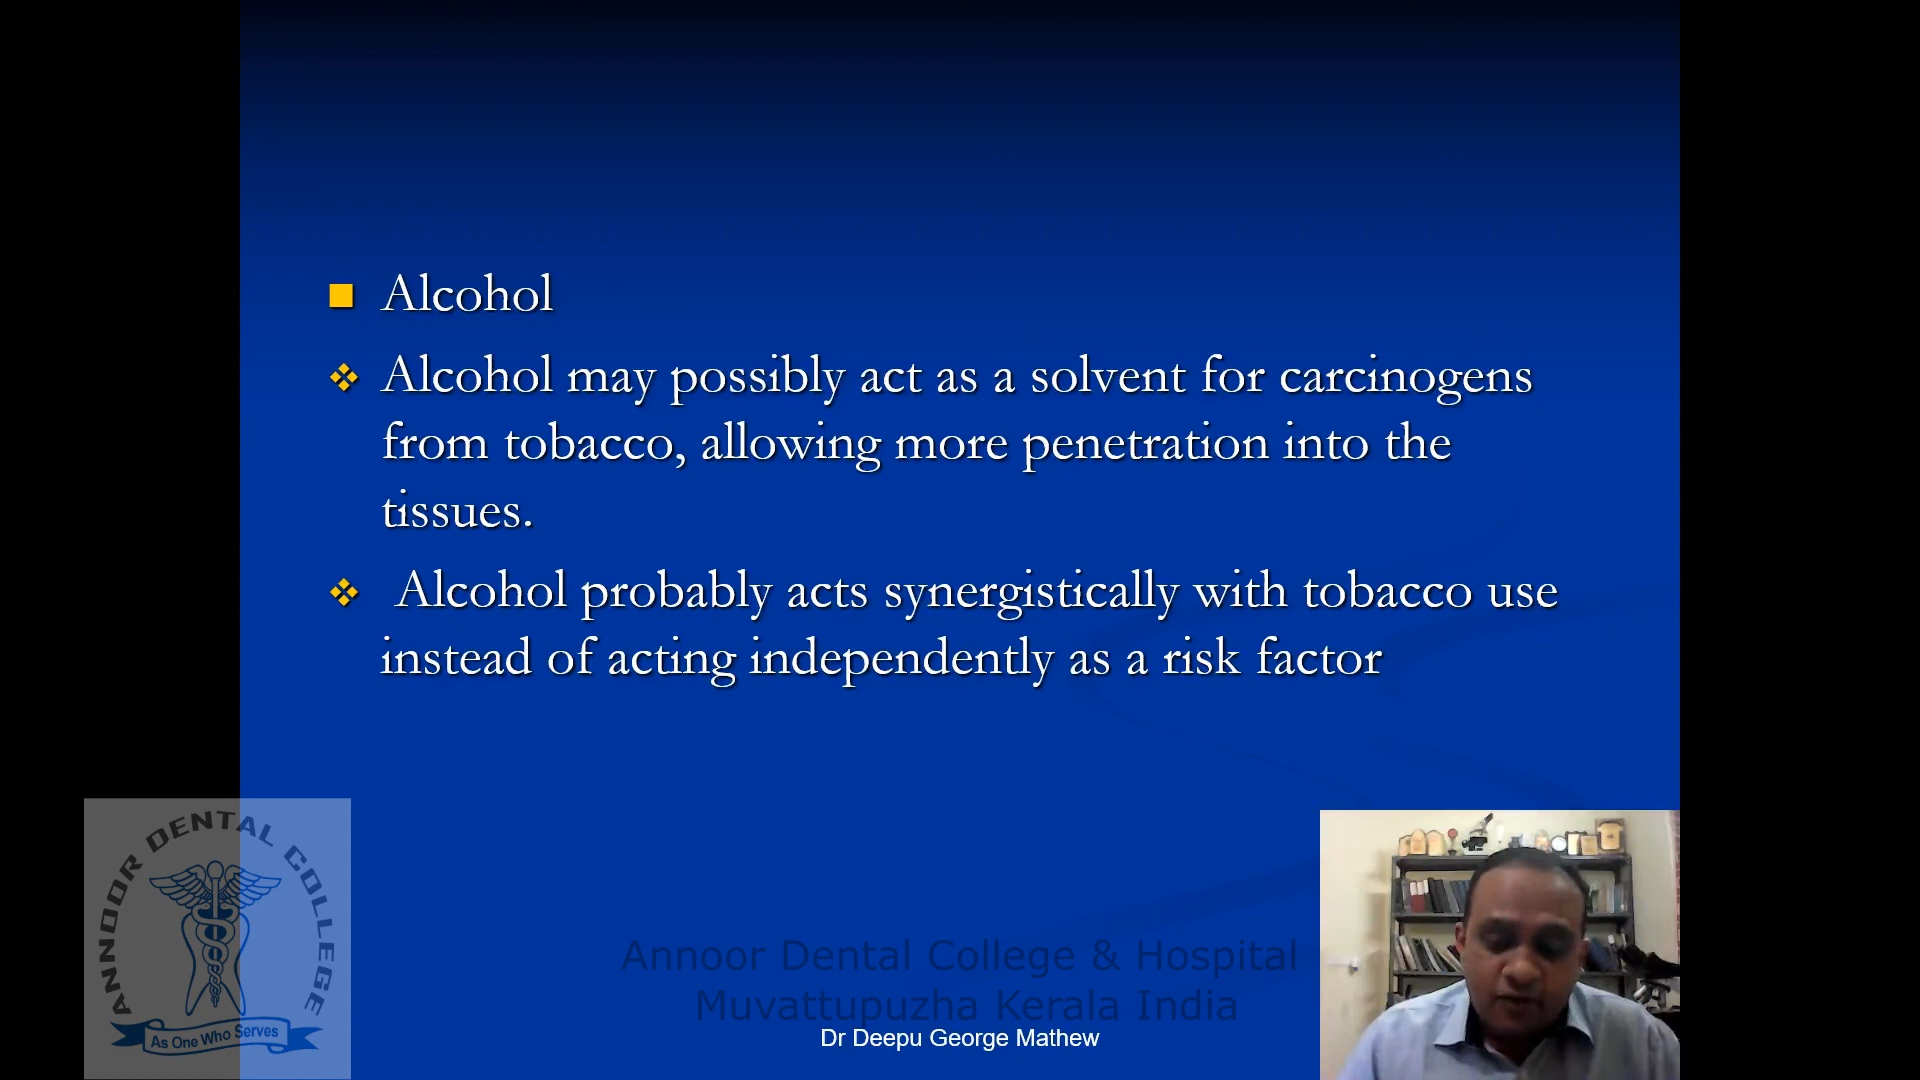 Alcohol
Alcohol may possibly act as a solvent for carcinogens
from tobacco, allowing more penetration into the
tissues.
Alcohol probably acts synergistically with tobacco use
instead of acting independently as a risk factor
ANNOOR DENTAL COLLEGE
As One Who Serves
Annoor Dental College & Hospital
Muvattupuzha Kerala India
Dr Deepu George Mathew